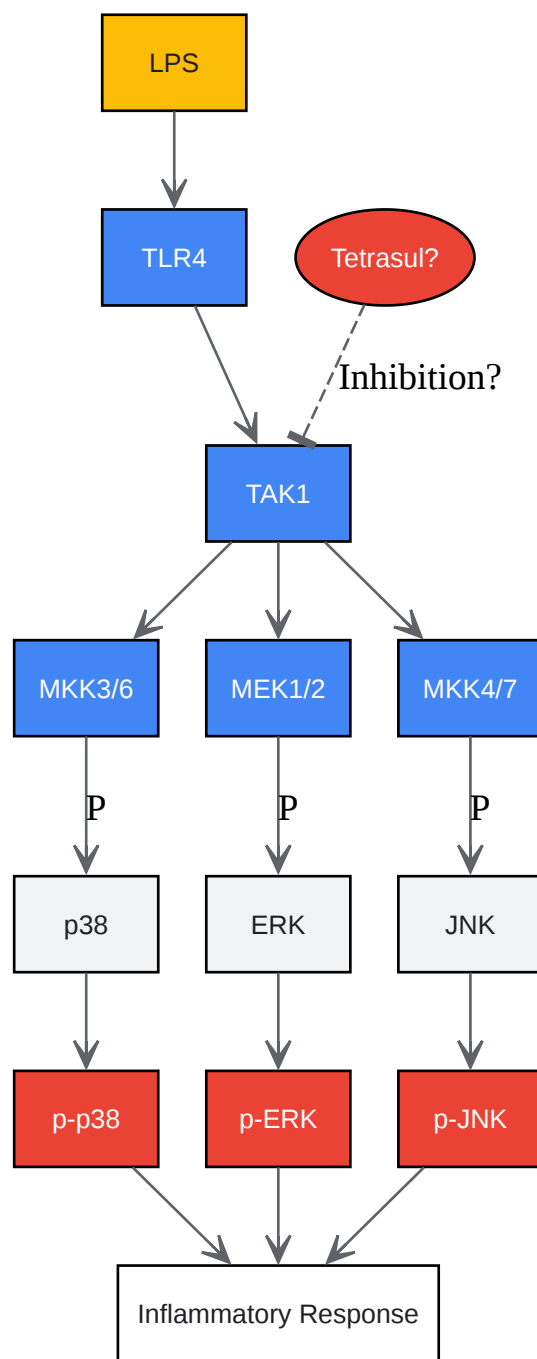 LPS
TLR4
Tetrasul?
Inhibition?
TAK1
MKK3/6
MEK1/2
MKK4/7
P
P
P
p38
ERK
JNK
p-p38
p-ERK
p-JNK
Inflammatory Response